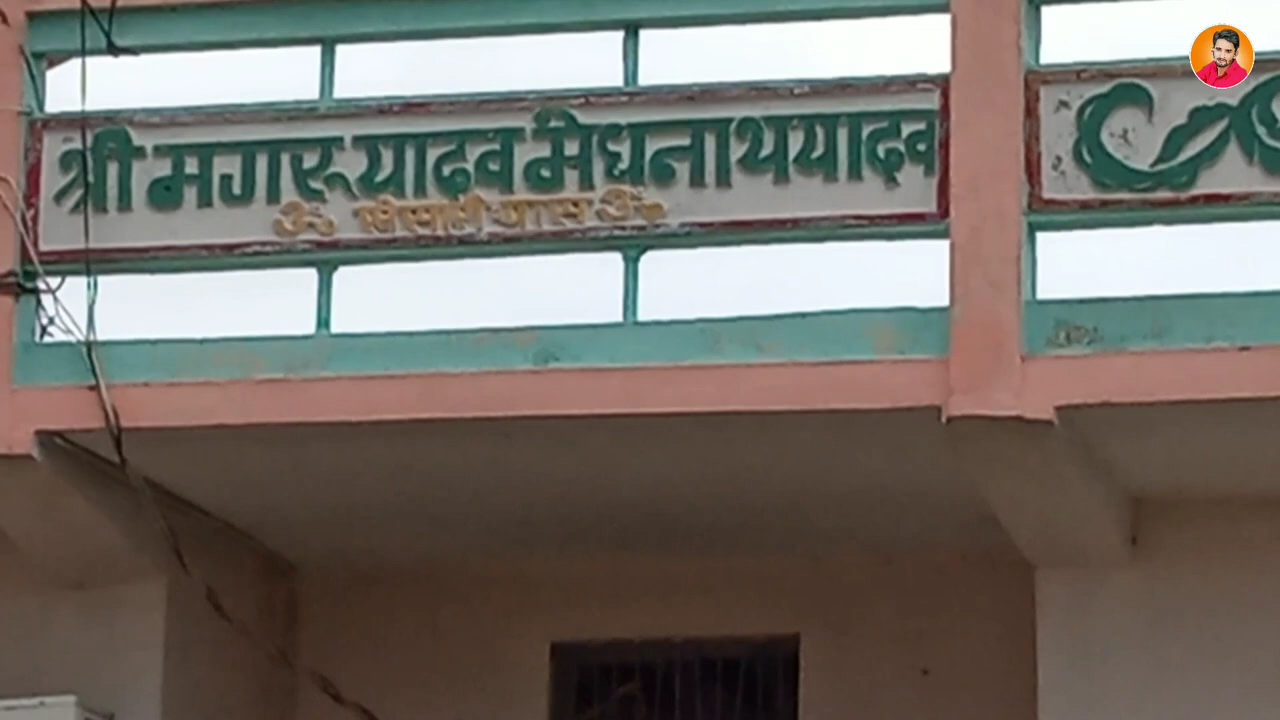 श्री मगरू यादव मेघनाथ यादव
ॐ ॐ